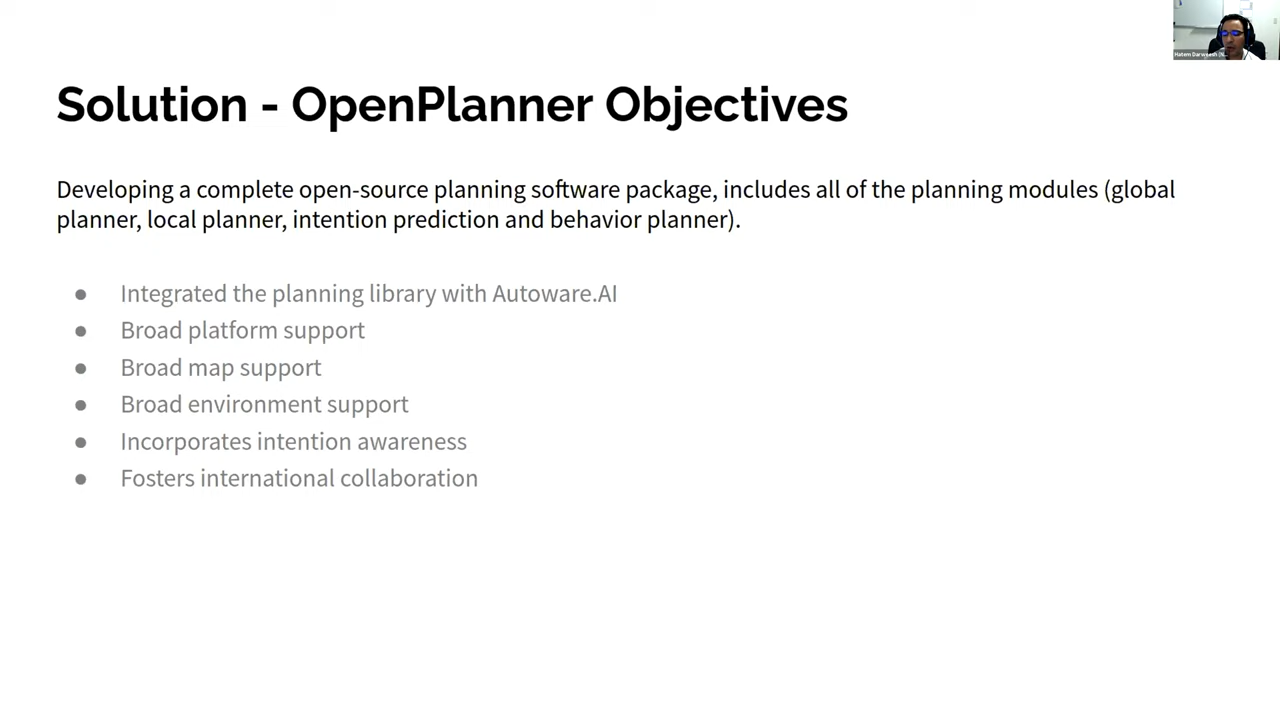 Solution - OpenPlanner Objectives
Developing a complete open-source planning software package, includes all of the planning modules (global
planner, local planner, intention prediction and behavior planner).
● Integrated the planning library with Autoware.AI
● Broad platform support
● Broad map support
● Broad environment support
● Incorporates intention awareness
● Fosters international collaboration
Hatem Darweesh (N...